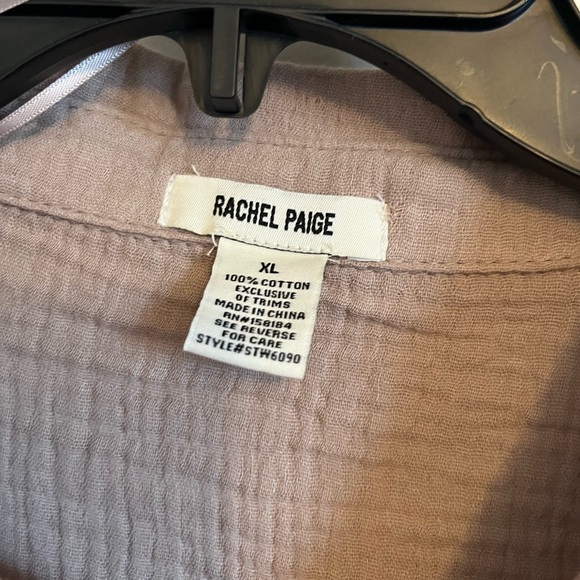 RACHEL PAIGE
XL
100% COTTON
EXCLUSIVE
OF TRIMS
MADE IN CHINA
RN#158184
SEE REVERSE
FOR CARE
STYLE#STW6090